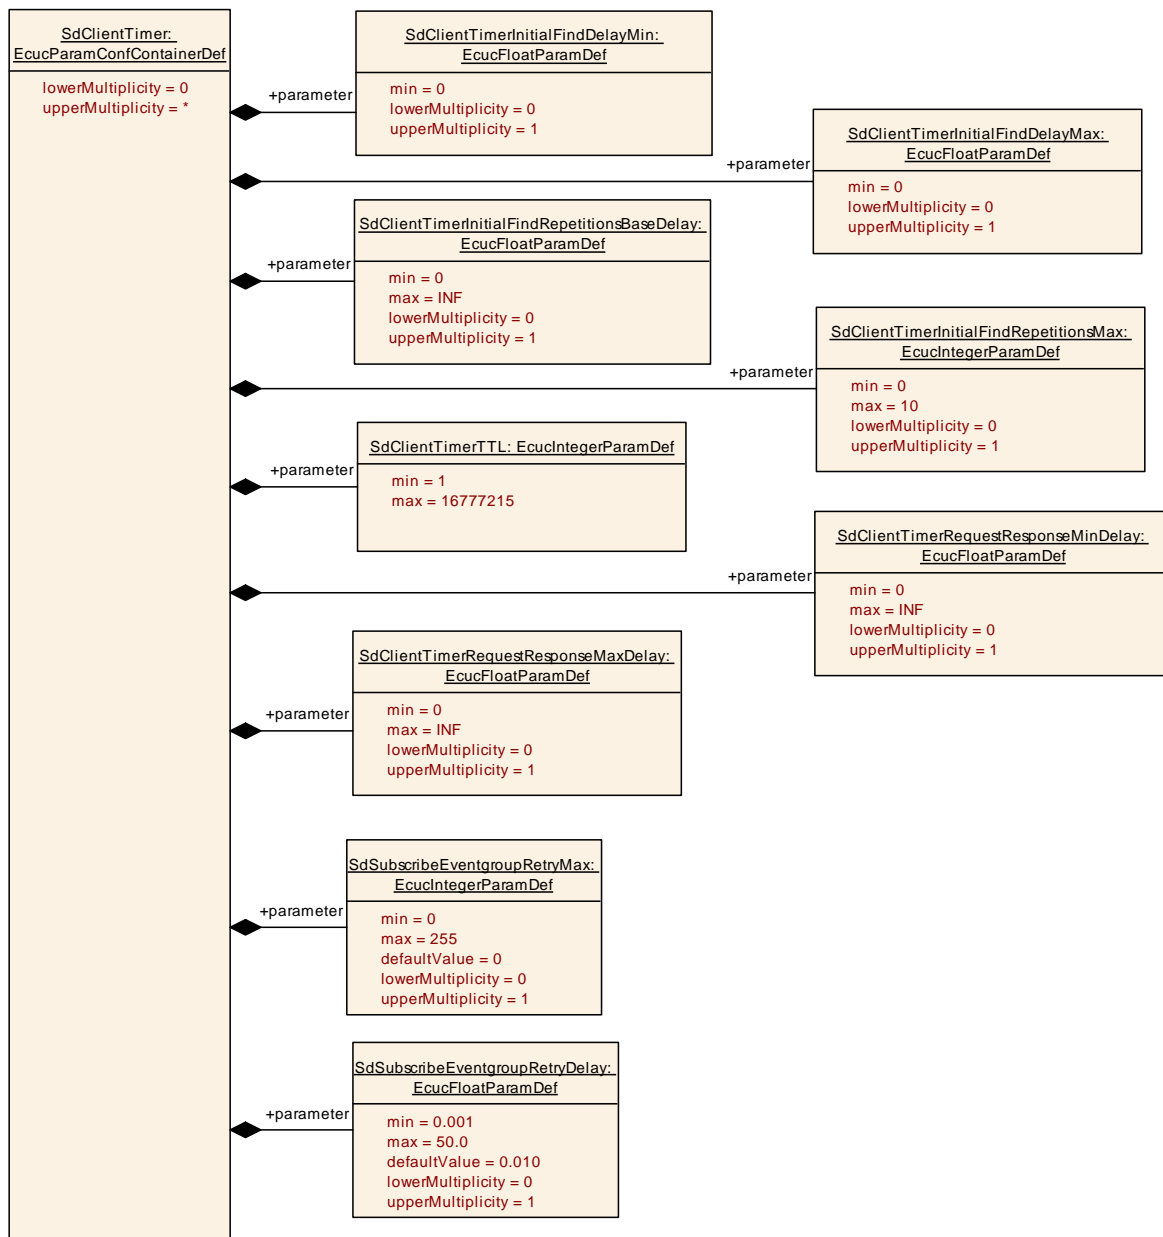 SdClientTimer:
EcucParamConfContainerDef
lowerMultiplicity = 0
upperMultiplicity = *
SdClientTimerInitialFindDelayMin:
EcucFloatParamDef
min = 0
lowerMultiplicity = 0
upperMultiplicity = 1
+parameter
SdClientTimerInitialFindDelayMax:
EcucFloatParamDef
min = 0
lowerMultiplicity = 0
upperMultiplicity = 1
+parameter
SdClientTimerInitialFindRepetitionsBaseDelay:
EcucFloatParamDef
min = 0
max = INF
lowerMultiplicity = 0
upperMultiplicity = 1
+parameter
SdClientTimerInitialFindRepetitionsMax:
EcucIntegerParamDef
min = 0
max = 10
lowerMultiplicity = 0
upperMultiplicity = 1
+parameter
SdClientTimerTTL: EcucIntegerParamDef
min = 1
max = 16777215
+parameter
SdClientTimerRequestResponseMinDelay:
EcucFloatParamDef
min = 0
max = INF
lowerMultiplicity = 0
upperMultiplicity = 1
+parameter
SdClientTimerRequestResponseMaxDelay:
EcucFloatParamDef
min = 0
max = INF
lowerMultiplicity = 0
upperMultiplicity = 1
+parameter
SdSubscribeEventgroupRetryMax:
EcucIntegerParamDef
min = 0
max = 255
defaultValue = 0
lowerMultiplicity = 0
upperMultiplicity = 1
+parameter
SdSubscribeEventgroupRetryDelay:
EcucFloatParamDef
min = 0.001
max = 50.0
defaultValue = 0.010
lowerMultiplicity = 0
upperMultiplicity = 1
+parameter